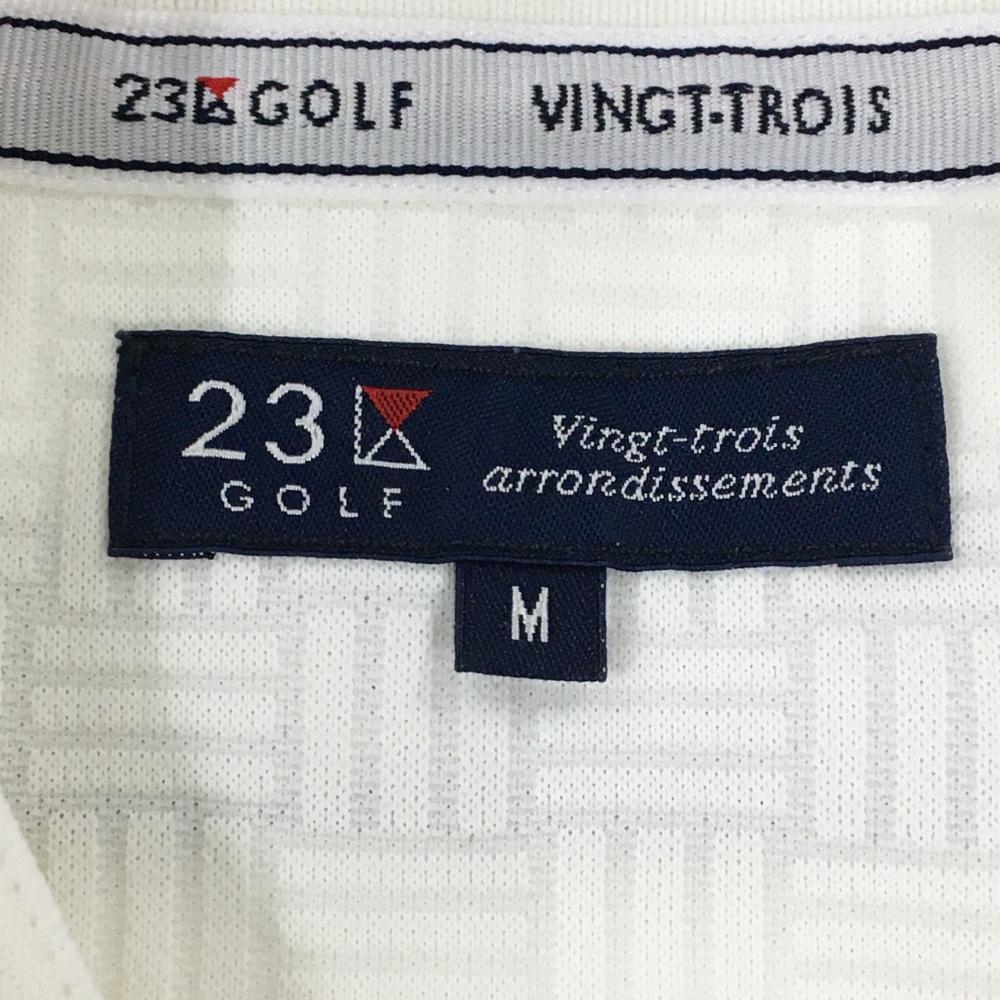 23 GOLF VINGT-TROIS
23
GOLF
Vingt-trois
arrondissements
M